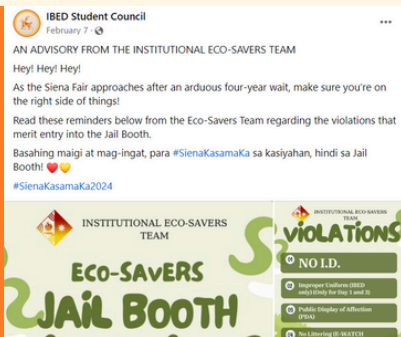 IBED Student Council
February 7 ·
AN ADVISORY FROM THE INSTITUTIONAL ECO-SAVERS TEAM
Hey! Hey! Hey!
As the Siena Fair approaches after an arduous four-year wait, make sure you're on
the right side of things!
Read these reminders below from the Eco-Savers Team regarding the violations that
merit entry into the Jail Booth.
Basahing maigi at mag-ingat, para #SienaKasamaKa sa kasiyahan, hindi sa Jail
Booth! ❤️💛
#SienaKasamaKa2024
INSTITUTIONAL ECO-SAVERS
TEAM
ECO-SAVERS
JAIL BOOTH
INSTITUTIONAL ECO-SAVERS
TEAM
VIOLATIONS
01 NO I.D.
02 Improper Uniform (IBED
only) (Only for Day 1 and 3)
03 Public Display of Affection
(PDA)
04 No Littering (E-WATCH